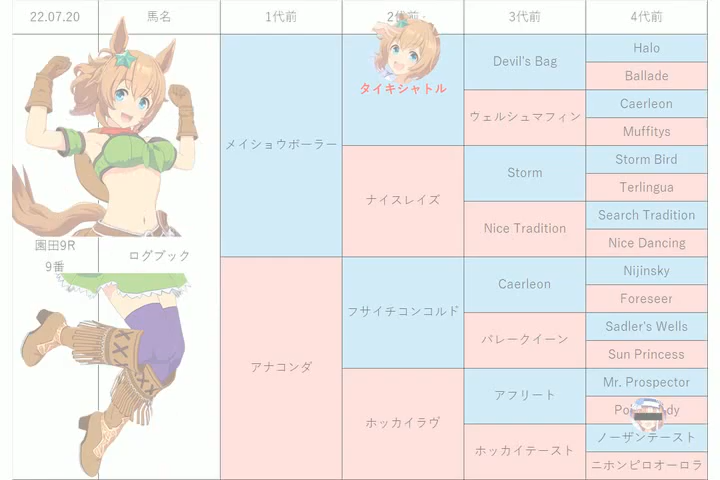 22.07.20 馬名 1代前 2代前 3代前 4代前
園田9R
9番
ログブック
メイショウボーラー
アナコンダ
タイキシャトル
ナイスレイズ
フサイチコンコルド
ホッカイラヴ
Devil's Bag
ウェルシュマフィン
Storm
Nice Tradition
Caerleon
バレークイーン
アフリート
ホッカイテースト
Halo
Ballade
Caerleon
Muffitys
Storm Bird
Terlingua
Search Tradition
Nice Dancing
Nijinsky
Foreseer
Sadler's Wells
Sun Princess
Mr. Prospector
ノーザンテースト
ニホンピロオーロラ